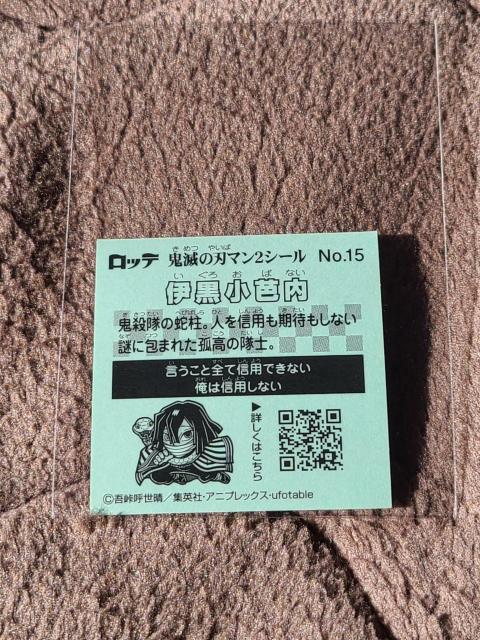 ロッテ 鬼滅の刃マン2シール No.15
伊黒小芭内
鬼殺隊の蛇柱。人を信用も期待もしない
謎に包まれた孤高の隊士。
言うこと全て信用できない
俺は信用しない
▶詳しくはこちら
©吾峠呼世晴／集英社・アニプレックス・ufotable